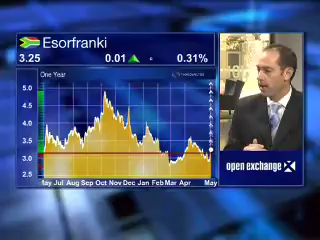 Esorfranki
3.25 0.01 0.31%
One Year
5.0
4.5
4.0
3.5
3.0
2.5
May Jul Aug Sep Oct Nov Dec Jan Feb Mar Apr May
open exchange